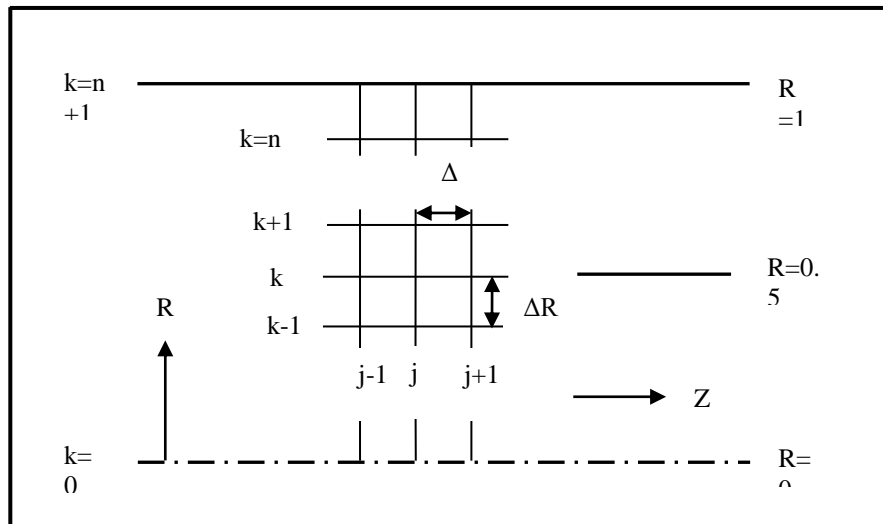 k=n
+1
R
=1
k=n
Δ
k+1
k
R=0.
5
R
ΔR
k-1
j-1 j j+1
Z
k=
0
R=